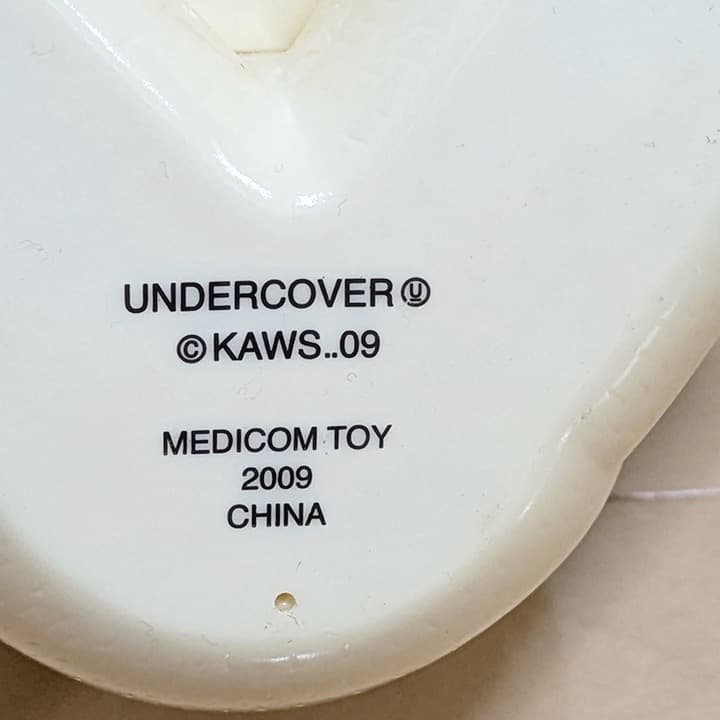 UNDERCOVER Ⓤ
©KAWS..09
MEDICOM TOY
2009
CHINA